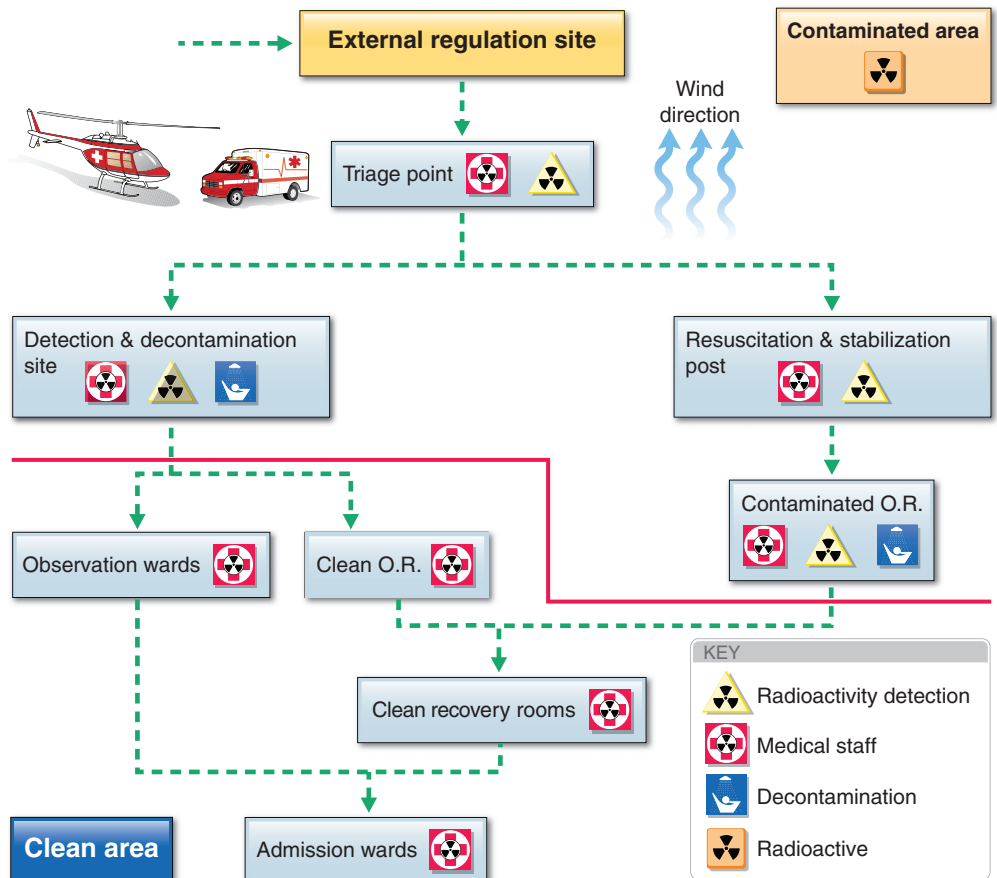 External regulation site
Contaminated area
Wind
direction
Triage point
Detection & decontamination
site
Resuscitation & stabilization
post
Contaminated O.R.
Observation wards
Clean O.R.
KEY
Radioactivity detection
Clean recovery rooms
Medical staff
Decontamination
Clean area
Admission wards
Radioactive